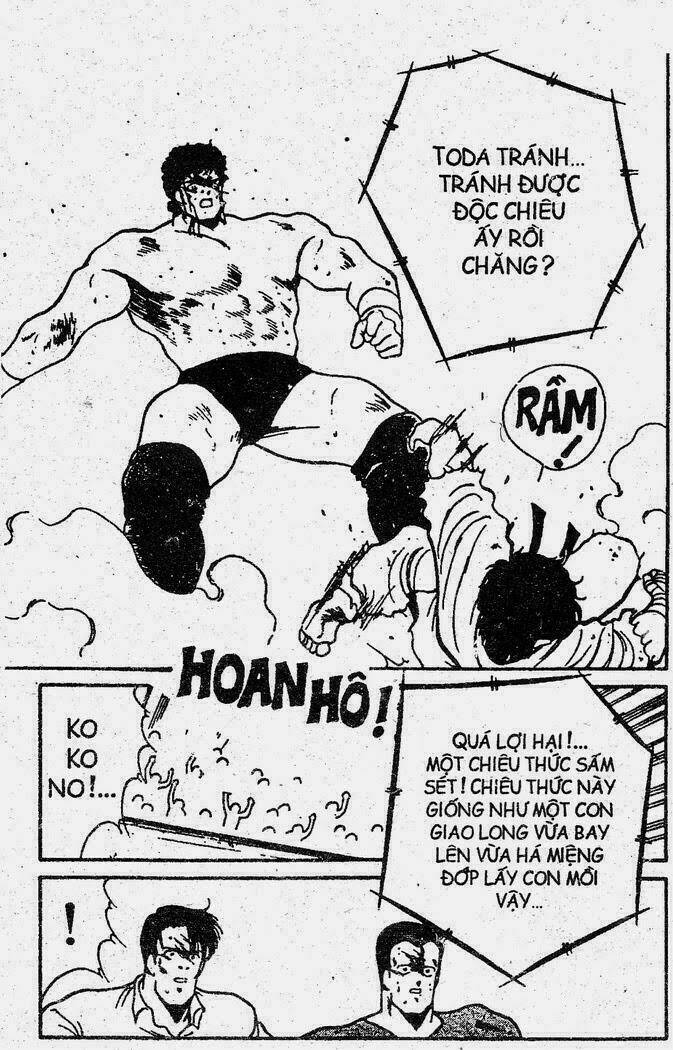 TODA TRÁNH...
TRÁNH ĐƯỢC
ĐỘC CHIÊU
ẤY RỒI
CHĂNG?
RẦM
!
HOAN HÔ!
KO
KO
NO!...
QUÁ LỢI HẠI!...
MỘT CHIÊU THỨC SẤM
SÉT! CHIÊU THỨC NÀY
GIỐNG NHƯ MỘT CON
GIAO LONG VỪA BAY
LÊN VỪA HÁ MIỆNG
ĐỚP LẤY CON MỒI
VẬY...
!